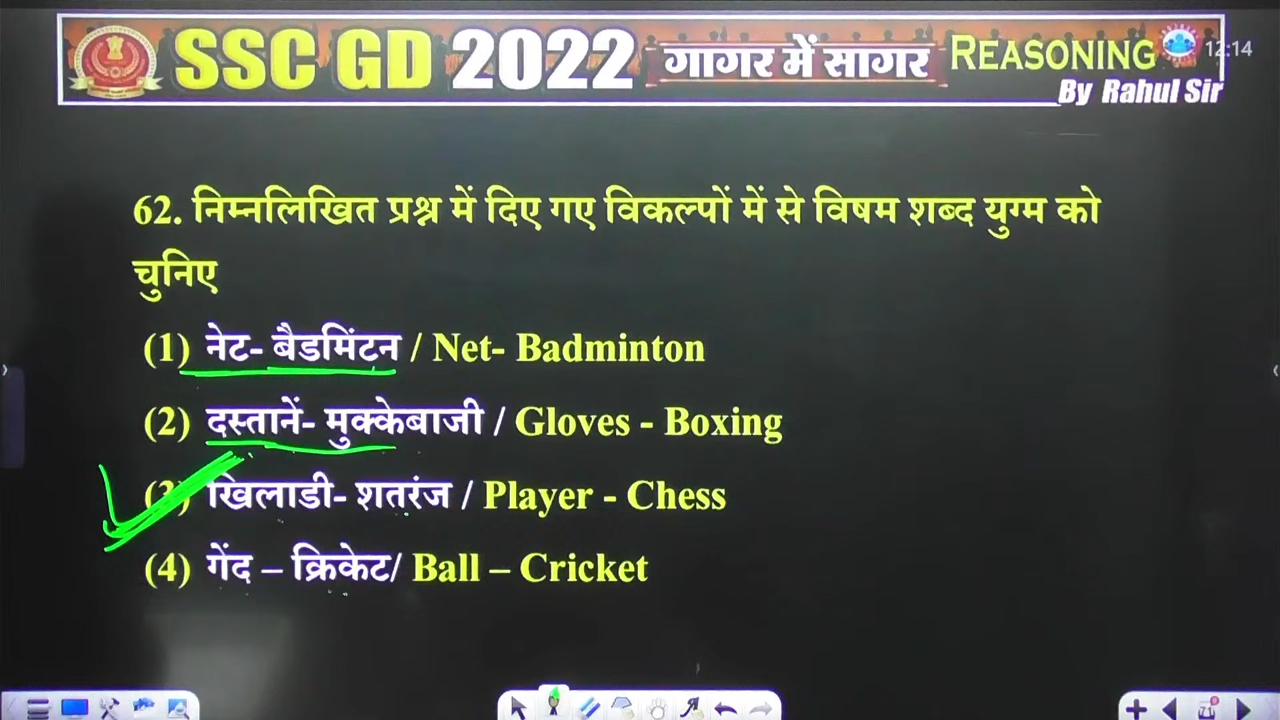 SSC GD 2022 गागर में सागर REASONING 12:14
By Rahul Sir
62. निम्नलिखित प्रश्न में दिए गए विकल्पों में से विषम शब्द युग्म को
चुनिए
(1) नेट- बैडमिंटन / Net- Badminton
(2) दस्तानें- मुक्केबाजी / Gloves - Boxing
(3) खिलाडी- शतरंज / Player - Chess
(4) गेंद – क्रिकेट/ Ball – Cricket